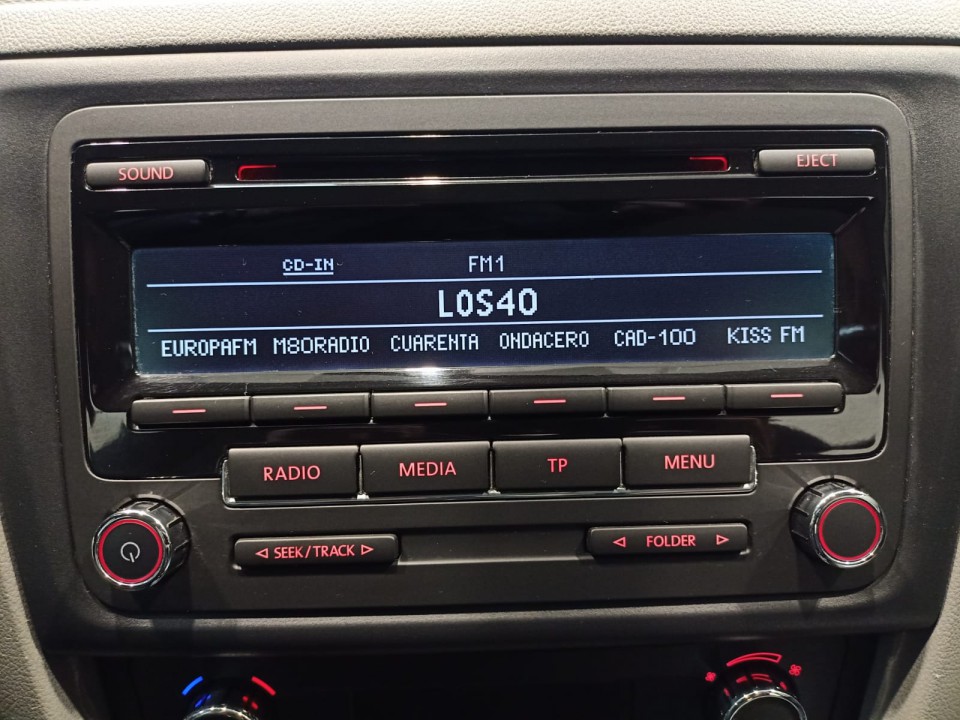 SOUND EJECT
CD-IN FM1
LOS40
EUROPAFM M80RADIO CUARENTA ONDACERO CAD-100 KISS FM
RADIO MEDIA TP MENU
SEEK/TRACK FOLDER